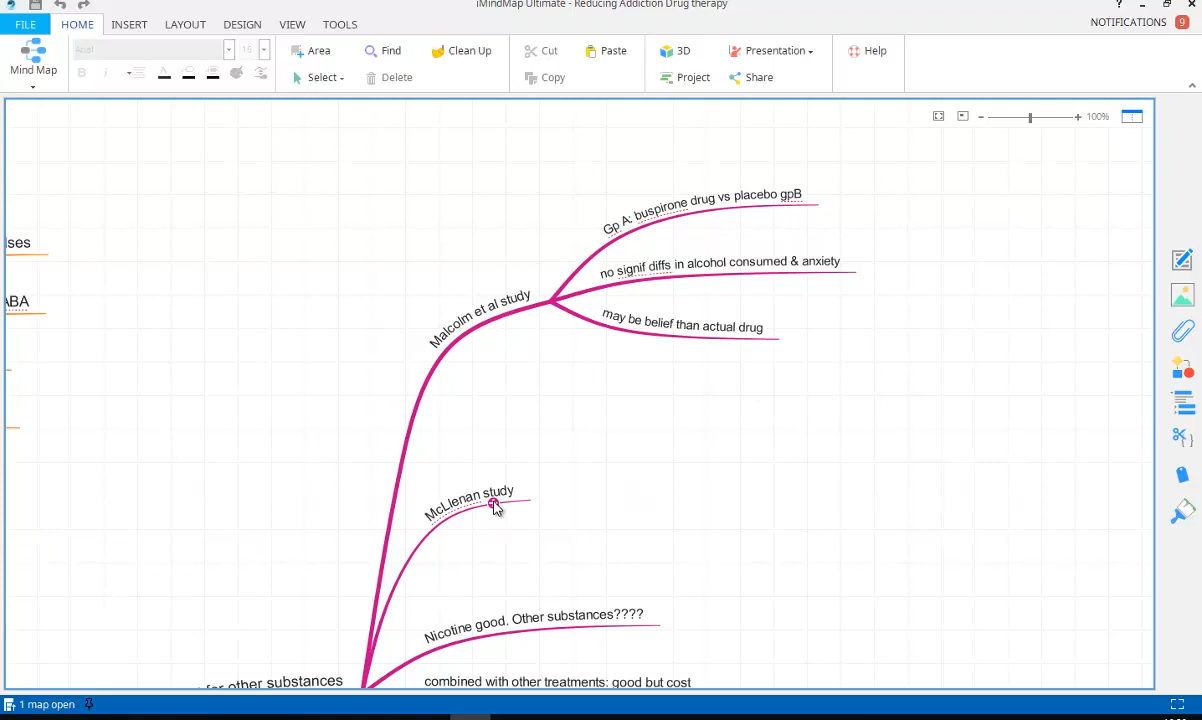 iMindMap Ultimate - Reducing Addiction Drug therapy
FILE HOME INSERT LAYOUT DESIGN VIEW TOOLS
NOTIFICATIONS 9
Mind Map
Arial 15
B i
Area
Select
Find
Delete
Clean Up
Cut
Copy
Paste
3D
Project
Presentation
Share
Help
100%
lses
ABA
Gp A: buspirone drug vs placebo gpB
no signif diffs in alcohol consumed & anxiety
may be belief than actual drug
Malcolm et al study
McLlenan study
Nicotine good. Other substances????
for other substances
combined with other treatments: good but cost
1 map open